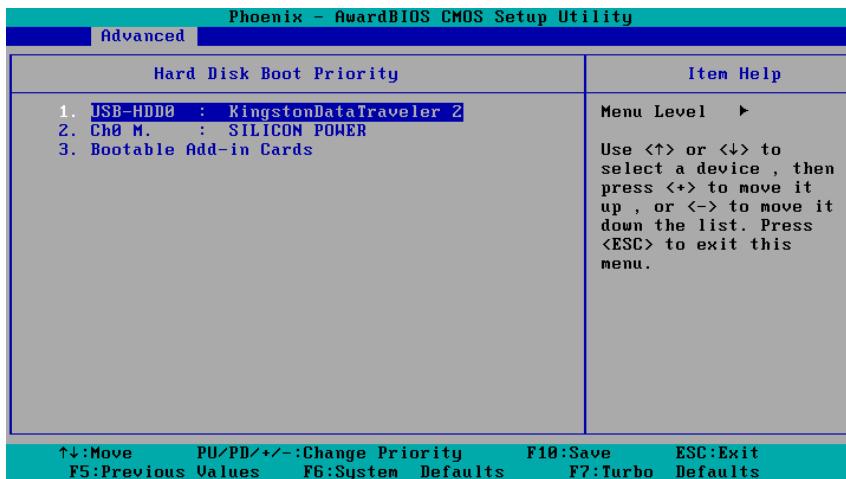 Phoenix - AwardBIOS CMOS Setup Utility
Advanced
Hard Disk Boot Priority
Item Help
1. USB-HDD0 : KingstonDataTraveler 2
2. Ch0 M. : SILICON POWER
3. Bootable Add-in Cards
Menu Level ►
Use <↑> or <↓> to
select a device , then
press <+> to move it
up , or <-> to move it
down the list. Press
<ESC> to exit this
menu.
↑↓:Move PU/PD/+/-:Change Priority F10:Save ESC:Exit
F5:Previous Values F6:System Defaults F7:Turbo Defaults